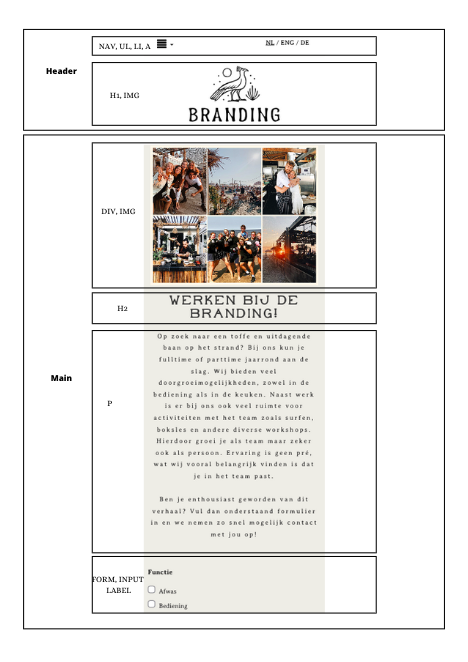 NAV, UL, LI, A
NL / ENG / DE
Header
H1, IMG
BRANDING
DIV, IMG
H2
WERKEN BIJ DE
BRANDING!
Main
P
Op zoek naar een toffe en uitdagende
baan op het strand? Bij ons kun je
fulltime of parttime jaarrond aan de
slag. Wij bieden veel
doorgroeimogelijkheden, zowel in de
bediening als in de keuken. Naast werk
is er bij ons ook veel ruimte voor
activiteiten met het team zoals surfen,
boksles en andere diverse workshops.
Hierdoor groei je als team maar zeker
ook als persoon. Ervaring is geen pré,
wat wij vooral belangrijk vinden is dat
je in het team past.
Ben je enthousiast geworden van dit
verhaal? Vul dan onderstaand formulier
in en we nemen zo snel mogelijk contact
met jou op!
FORM, INPUT
LABEL
Functie
Afwas
Bediening